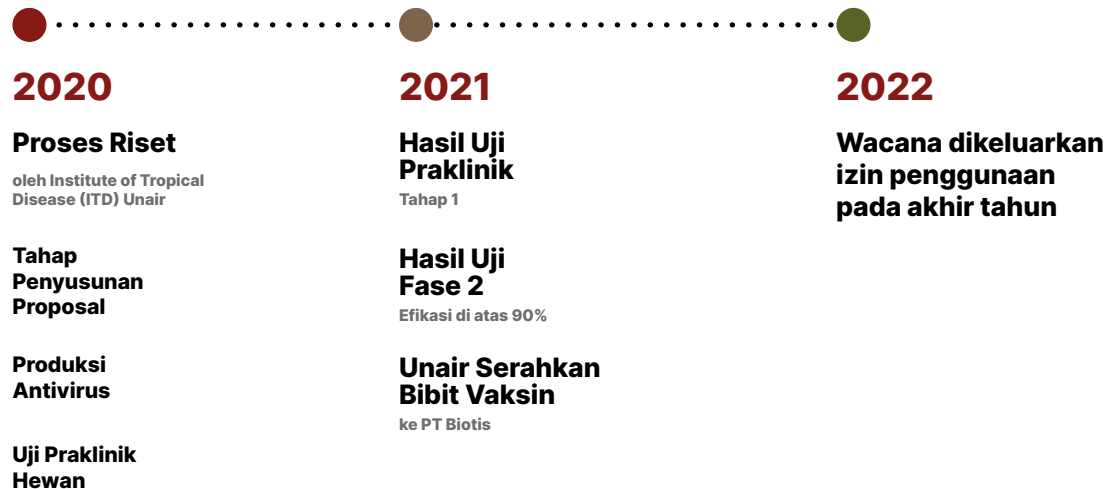 2020
Proses Riset
oleh Institute of Tropical
Disease (ITD) Unair
Tahap
Penyusunan
Proposal
Produksi
Antivirus
Uji Praklinik
Hewan
2021
Hasil Uji
Praklinik
Tahap 1
Hasil Uji
Fase 2
Efikasi di atas 90%
Unair Serahkan
Bibit Vaksin
ke PT Biotis
2022
Wacana dikeluarkan
izin penggunaan
pada akhir tahun